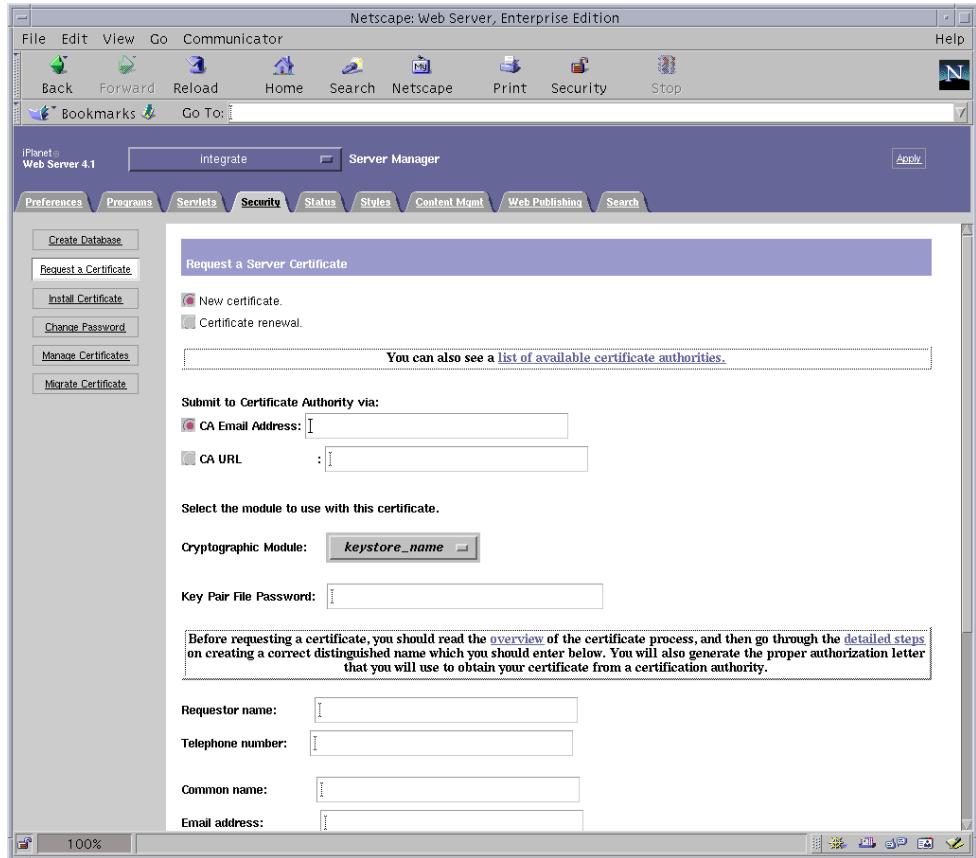 Netscape: Web Server, Enterprise Edition
File Edit View Go Communicator Help
Back Forward Reload Home Search Netscape Print Security Stop
My
N
Bookmarks Go To:
iPlanet
Web Server 4.1
integrate
Server Manager
Apply
Preferences Programs Servlets Security Status Styles Content Mgmt Web Publishing Search
Create Database
Request a Certificate
Install Certificate
Change Password
Manage Certificates
Migrate Certificate
Request a Server Certificate
New certificate.
Certificate renewal.
You can also see a list of available certificate authorities.
Submit to Certificate Authority via:
CA Email Address:
CA URL :
Select the module to use with this certificate.
Cryptographic Module: keystore_name
Key Pair File Password:
Before requesting a certificate, you should read the overview of the certificate process, and then go through the detailed steps
on creating a correct distinguished name which you should enter below. You will also generate the proper authorization letter
that you will use to obtain your certificate from a certification authority.
Requestor name:
Telephone number:
Common name:
Email address:
100%